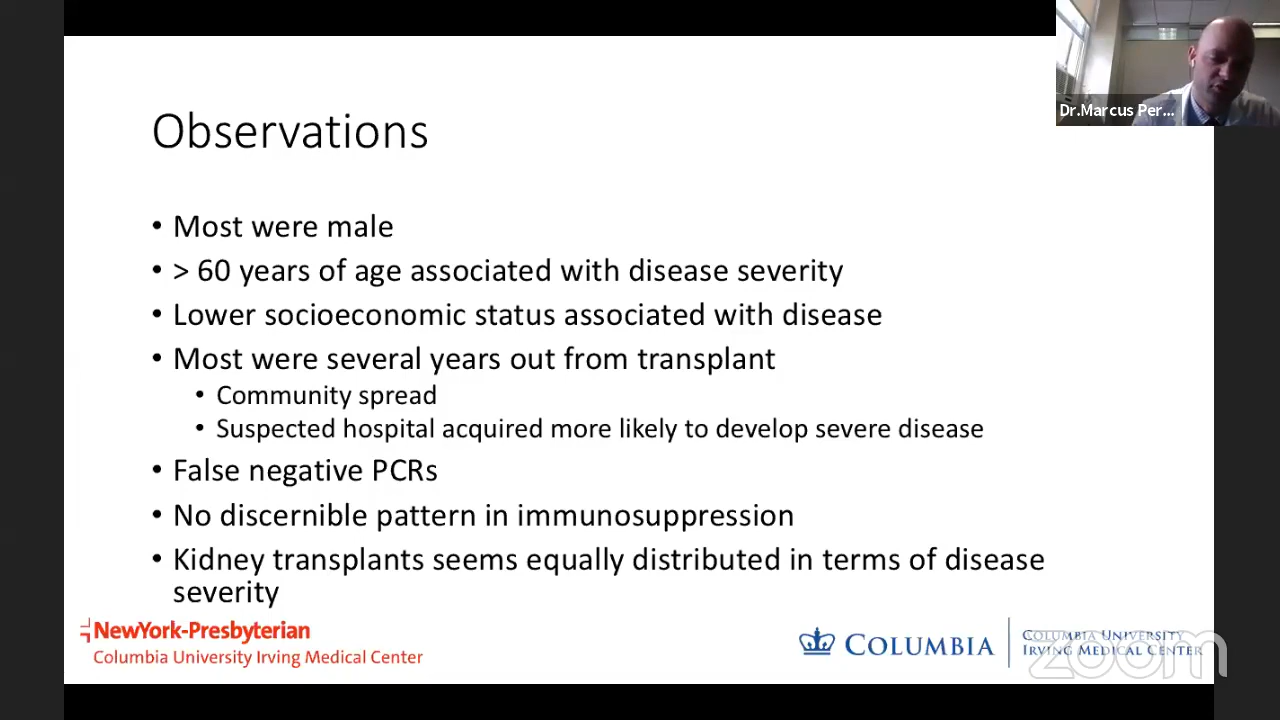 Dr.Marcus Per...
Observations
• Most were male
• > 60 years of age associated with disease severity
• Lower socioeconomic status associated with disease
• Most were several years out from transplant
• Community spread
• Suspected hospital acquired more likely to develop severe disease
• False negative PCRs
• No discernible pattern in immunosuppression
• Kidney transplants seems equally distributed in terms of disease
severity
NewYork-Presbyterian
Columbia University Irving Medical Center
COLUMBIA
COLUMBIA UNIVERSITY
IRVING MEDICAL CENTER
zoom